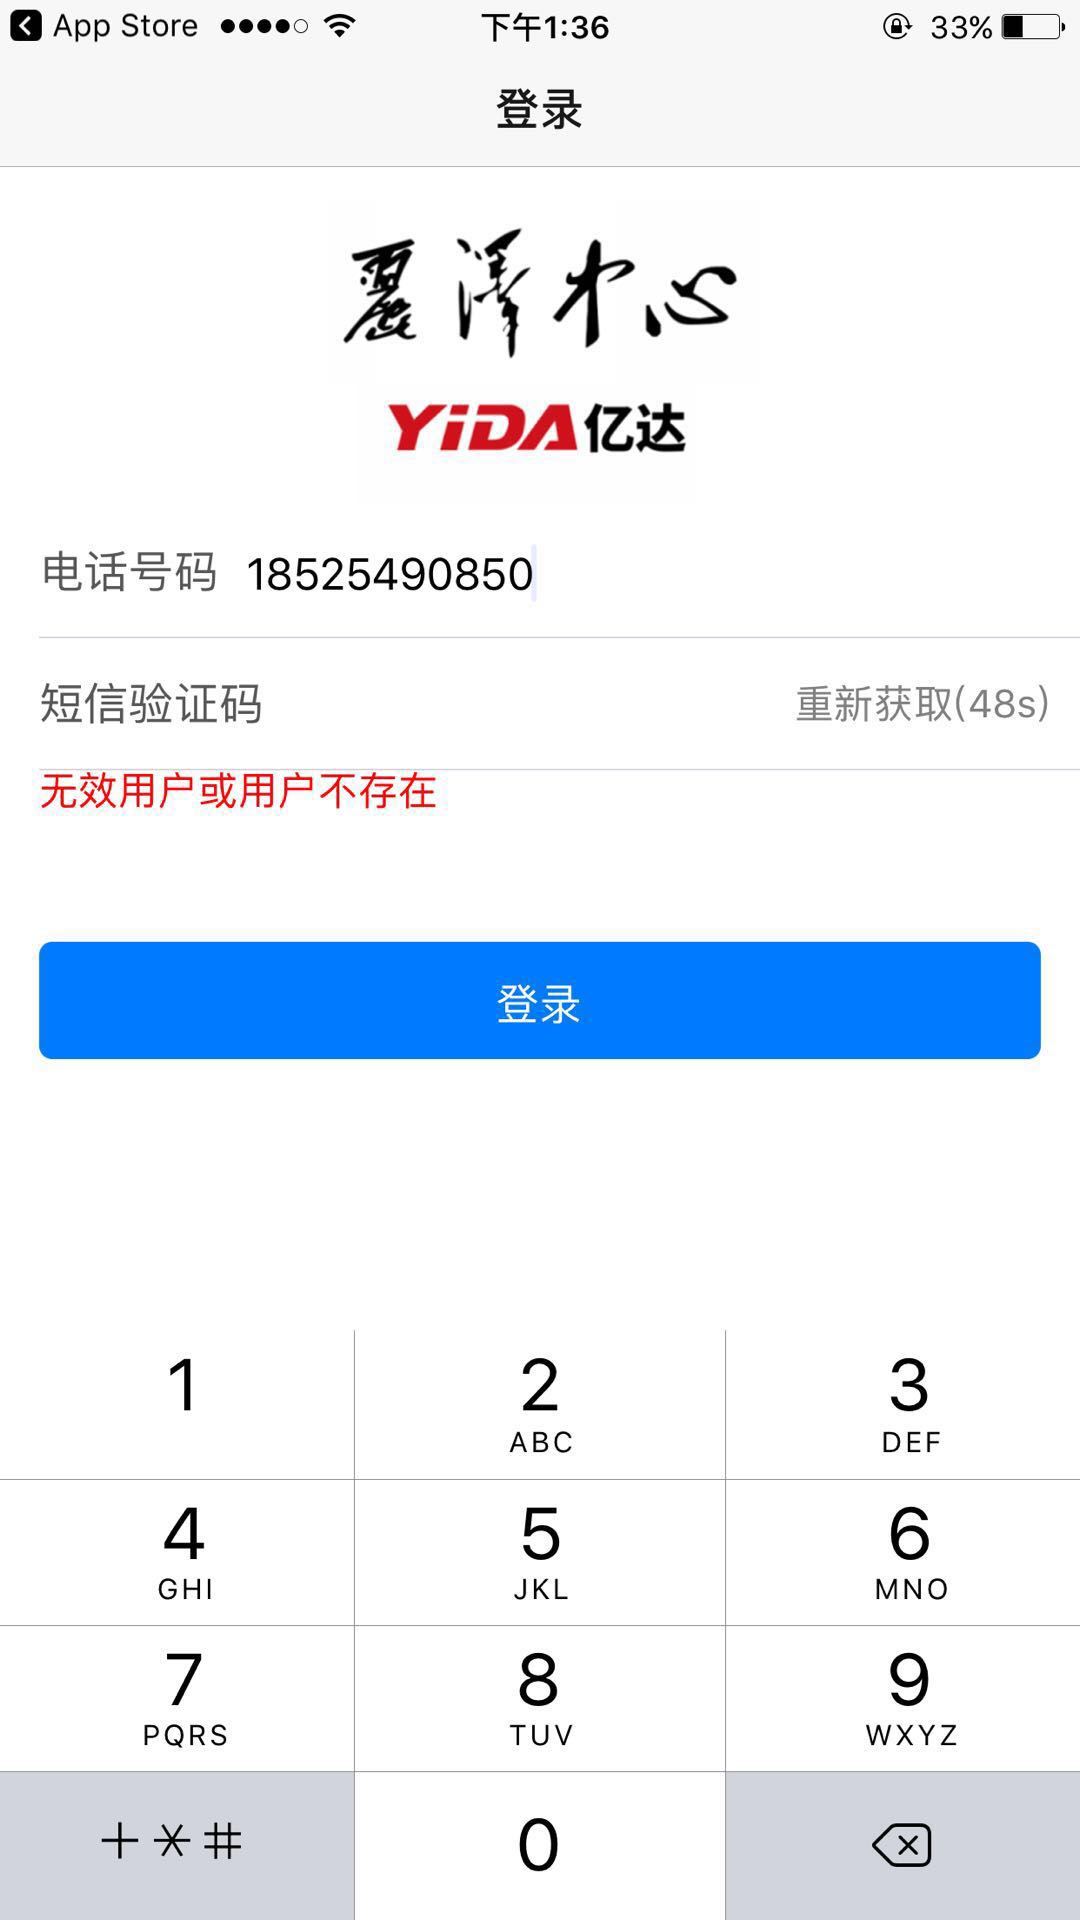 App Store 下午1:36 33%
登录
麗澤中心
YiDA亿达
电话号码 18525490850
短信验证码 重新获取(48s)
无效用户或用户不存在
登录
1 2 3
ABC DEF
4 5 6
GHI JKL MNO
7 8 9
PQRS TUV WXYZ
+*# 0